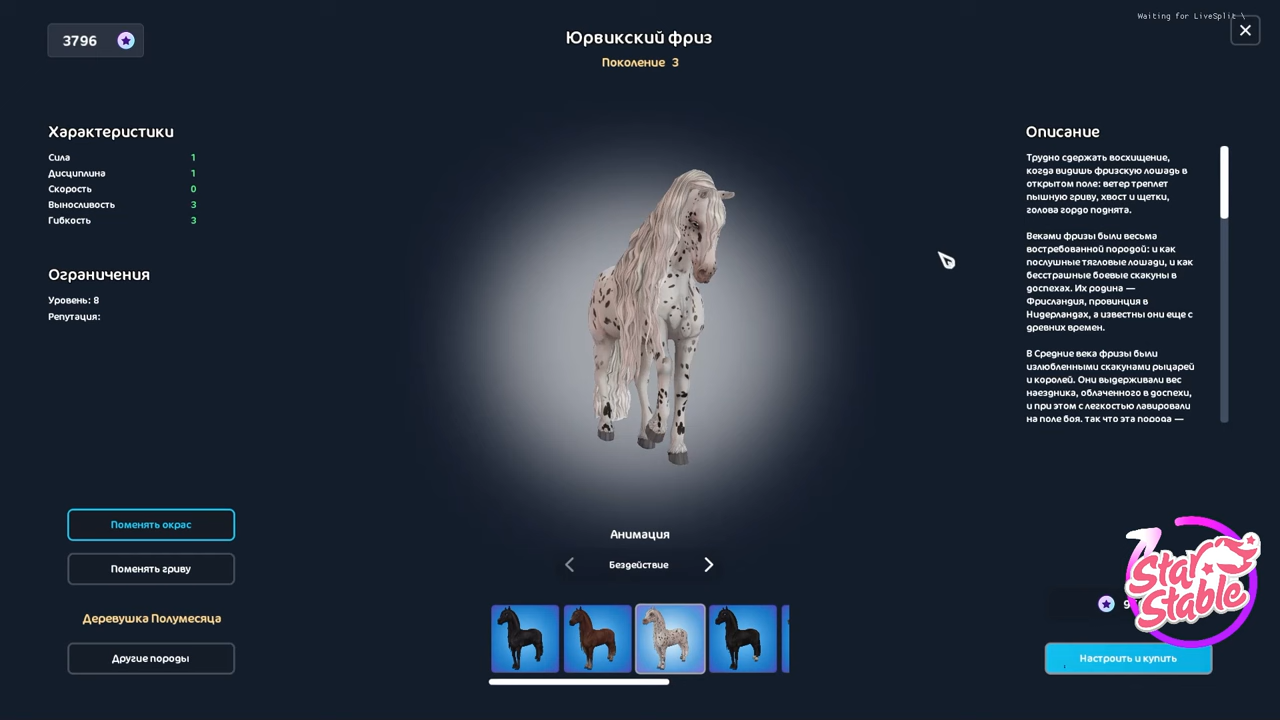 Waiting for LiveSplit \
3796
Юрвикский фриз
Поколение 3
Характеристики
Сила 1
Дисциплина 1
Скорость 0
Выносливость 3
Гибкость 3
Ограничения
Уровень: 8
Репутация:
Описание
Трудно сдержать восхищение,
когда видишь фризскую лошадь в
открытом поле: ветер треплет
пышную гриву, хвост и щетки,
голова гордо поднята.
Веками фризы были весьма
востребованной породой: и как
послушные тягловые лошади, и как
бесстрашные боевые скакуны в
доспехах. Их родина —
Фрисландия, провинция в
Нидерландах, а известны они еще с
древних времен.
В Средние века фризы были
излюбленными скакунами рыцарей
и королей. Они выдерживали вес
наездника, облаченного в доспехи,
и при этом с легкостью лавировали
на поле боя, так что эта порода —
Поменять окрас
Поменять гриву
Деревушка Полумесяца
Другие породы
Анимация
Бездействие
Star
Stable
Настроить и купить